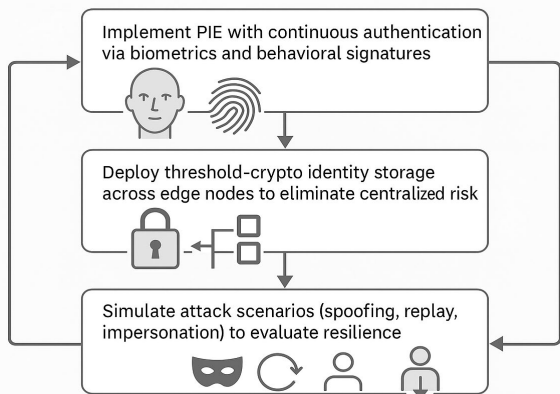 Implement PIE with continuous authentication
via biometrics and behavioral signatures
Deploy threshold-crypto identity storage
across edge nodes to eliminate centralized risk
Simulate attack scenarios (spoofing, replay,
impersonation) to evaluate resilience